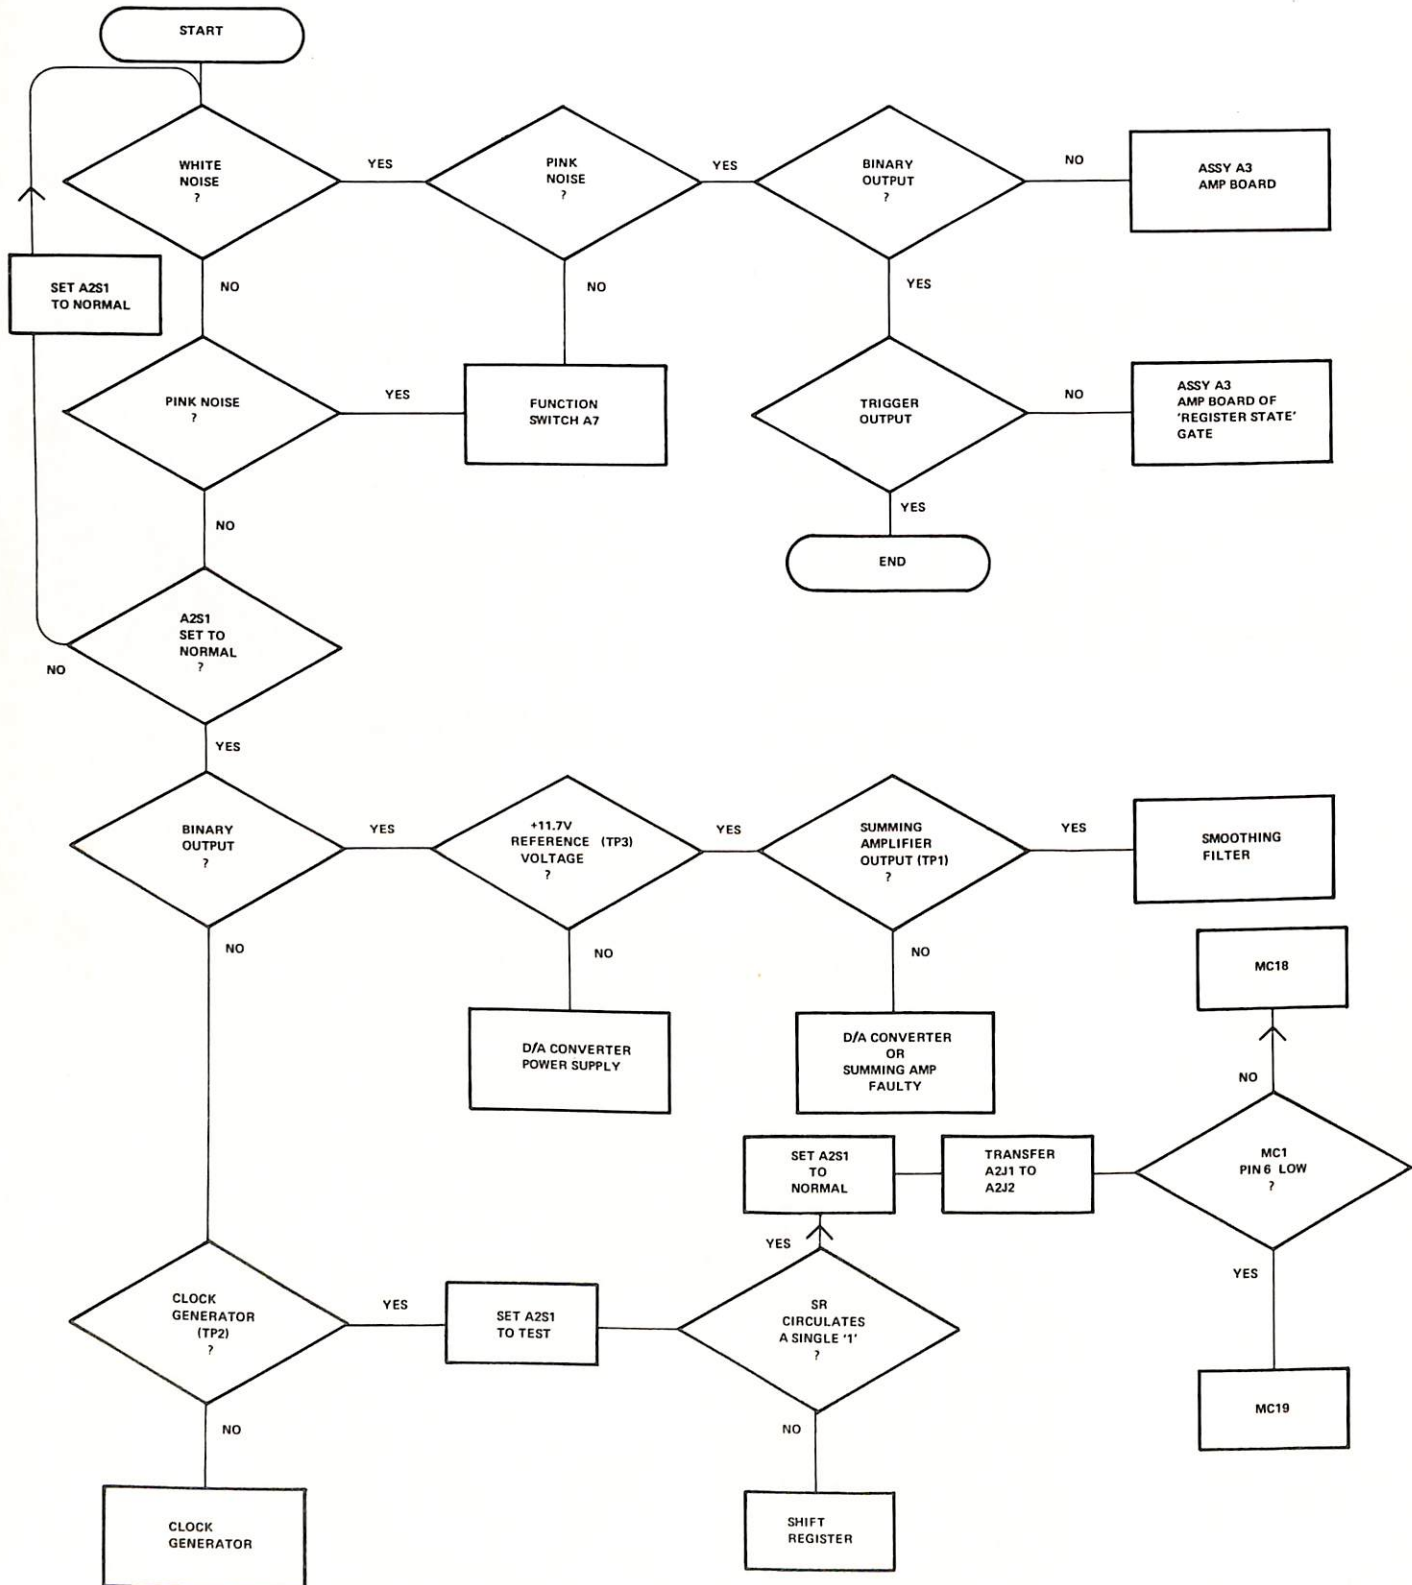 START
WHITE
NOISE
?
YES
PINK
NOISE
?
YES
BINARY
OUTPUT
?
NO
ASSY A3
AMP BOARD
SET A2S1
TO NORMAL
NO
NO
YES
PINK NOISE
?
YES
FUNCTION
SWITCH A7
TRIGGER
OUTPUT
NO
ASSY A3
AMP BOARD OF
'REGISTER STATE'
GATE
NO
YES
END
A2S1
SET TO
NORMAL
?
NO
YES
BINARY
OUTPUT
?
YES
+11.7V
REFERENCE (TP3)
VOLTAGE
?
YES
SUMMING
AMPLIFIER
OUTPUT (TP1)
?
YES
SMOOTHING
FILTER
NO
NO
NO
D/A CONVERTER
POWER SUPPLY
D/A CONVERTER
OR
SUMMING AMP
FAULTY
MC18
NO
SET A2S1
TO
NORMAL
TRANSFER
A2J1 TO
A2J2
MC1
PIN 6 LOW
?
YES
YES
CLOCK
GENERATOR
(TP2)
?
YES
SET A2S1
TO TEST
SR
CIRCULATES
A SINGLE '1'
?
MC19
NO
NO
CLOCK
GENERATOR
SHIFT
REGISTER